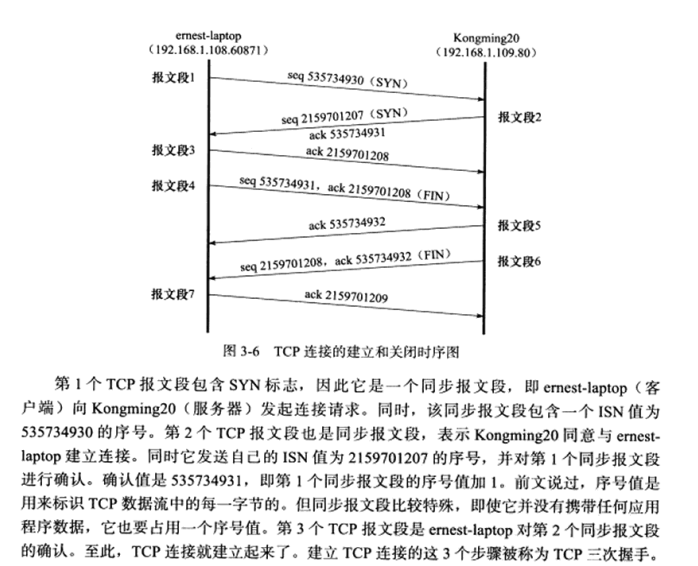 ernest-laptop
(192.168.1.108.60871)
Kongming20
(192.168.1.109.80)
报文段1
seq 535734930（SYN）
seq 2159701207（SYN）
报文段2
ack 535734931
报文段3
ack 2159701208
报文段4
seq 535734931，ack 2159701208（FIN）
ack 535734932
报文段5
seq 2159701208，ack 535734932（FIN）
报文段6
报文段7
ack 2159701209
图 3-6 TCP 连接的建立和关闭时序图
第 1 个 TCP 报文段包含 SYN 标志，因此它是一个同步报文段，即 ernest-laptop（客
户端）向 Kongming20（服务器）发起连接请求。同时，该同步报文段包含一个 ISN 值为
535734930 的序号。第 2 个 TCP 报文段也是同步报文段，表示 Kongming20 同意与 ernest-
laptop 建立连接。同时它发送自己的 ISN 值为 2159701207 的序号，并对第 1 个同步报文段
进行确认。确认值是 535734931，即第 1 个同步报文段的序号值加 1。前文说过，序号值是
用来标识 TCP 数据流中的每一字节的。但同步报文段比较特殊，即使它并没有携带任何应用
程序数据，它也要占用一个序号值。第 3 个 TCP 报文段是 ernest-laptop 对第 2 个同步报文段
的确认。至此，TCP 连接就建立起来了。建立 TCP 连接的这 3 个步骤被称为 TCP 三次握手。